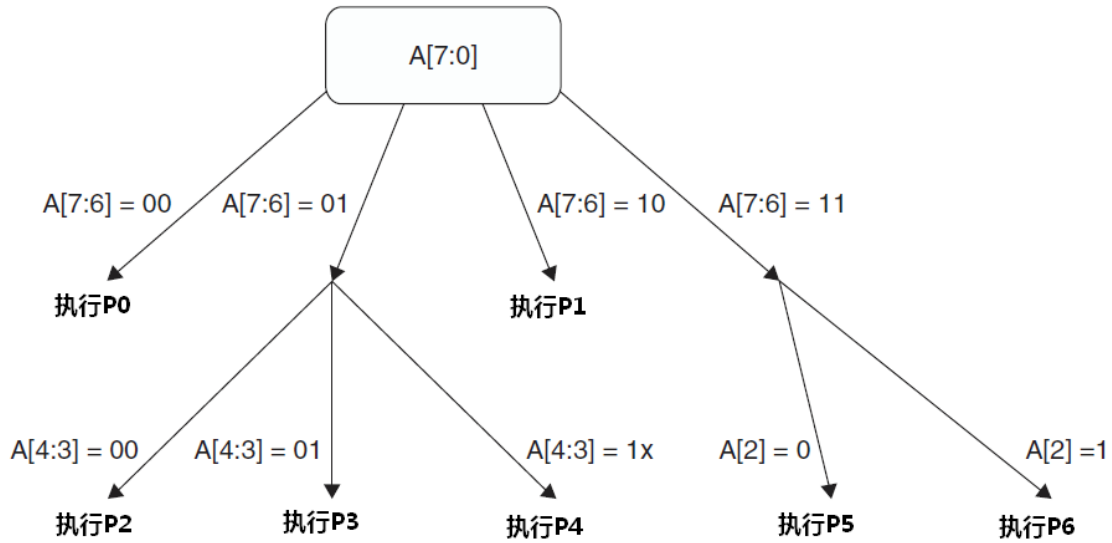 A[7:0]
A[7:6] = 00
A[7:6] = 01
A[7:6] = 10
A[7:6] = 11
执行P0
执行P1
A[4:3] = 00
A[4:3] = 01
A[4:3] = 1x
A[2] = 0
A[2] =1
执行P2
执行P3
执行P4
执行P5
执行P6